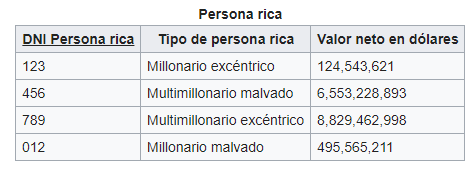 Persona rica
DNI Persona rica Tipo de persona rica Valor neto en dólares
123 Millonario excéntrico 124,543,621
456 Multimillonario malvado 6,553,228,893
789 Multimillonario excéntrico 8,829,462,998
012 Millonario malvado 495,565,211